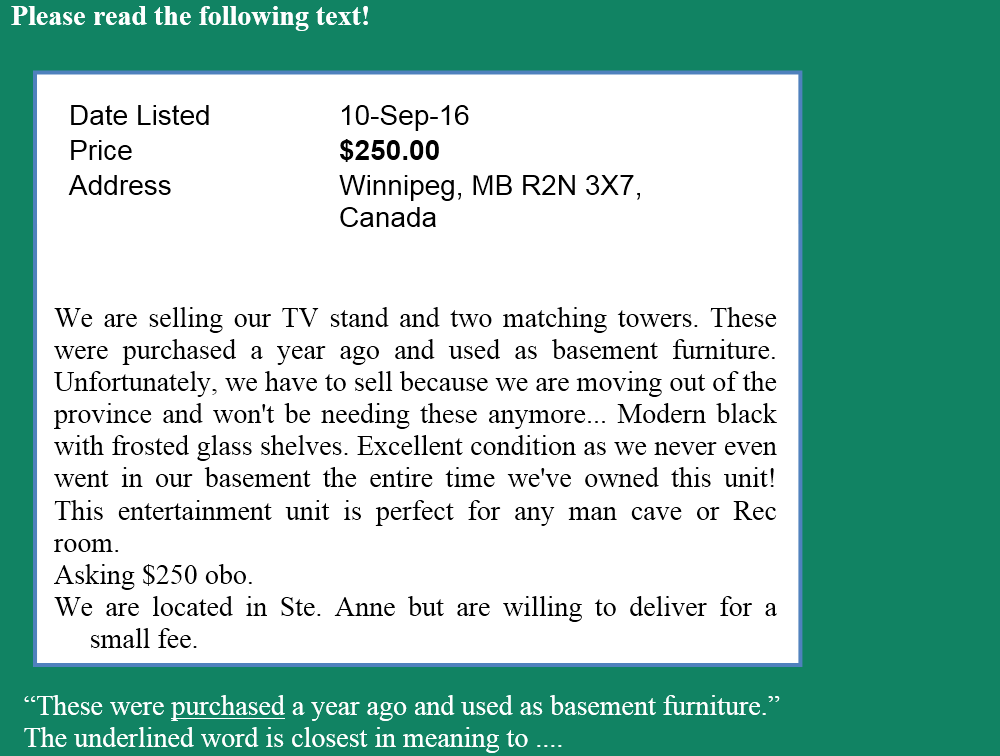 Please read the following text!
Date Listed 10-Sep-16
Price $250.00
Address Winnipeg, MB R2N 3X7,
Canada
We are selling our TV stand and two matching towers. These
were purchased a year ago and used as basement furniture.
Unfortunately, we have to sell because we are moving out of the
province and won't be needing these anymore... Modern black
with frosted glass shelves. Excellent condition as we never even
went in our basement the entire time we've owned this unit!
This entertainment unit is perfect for any man cave or Rec
room.
Asking $250 obo.
We are located in Ste. Anne but are willing to deliver for a
small fee.
“These were purchased a year ago and used as basement furniture.”
The underlined word is closest in meaning to ....